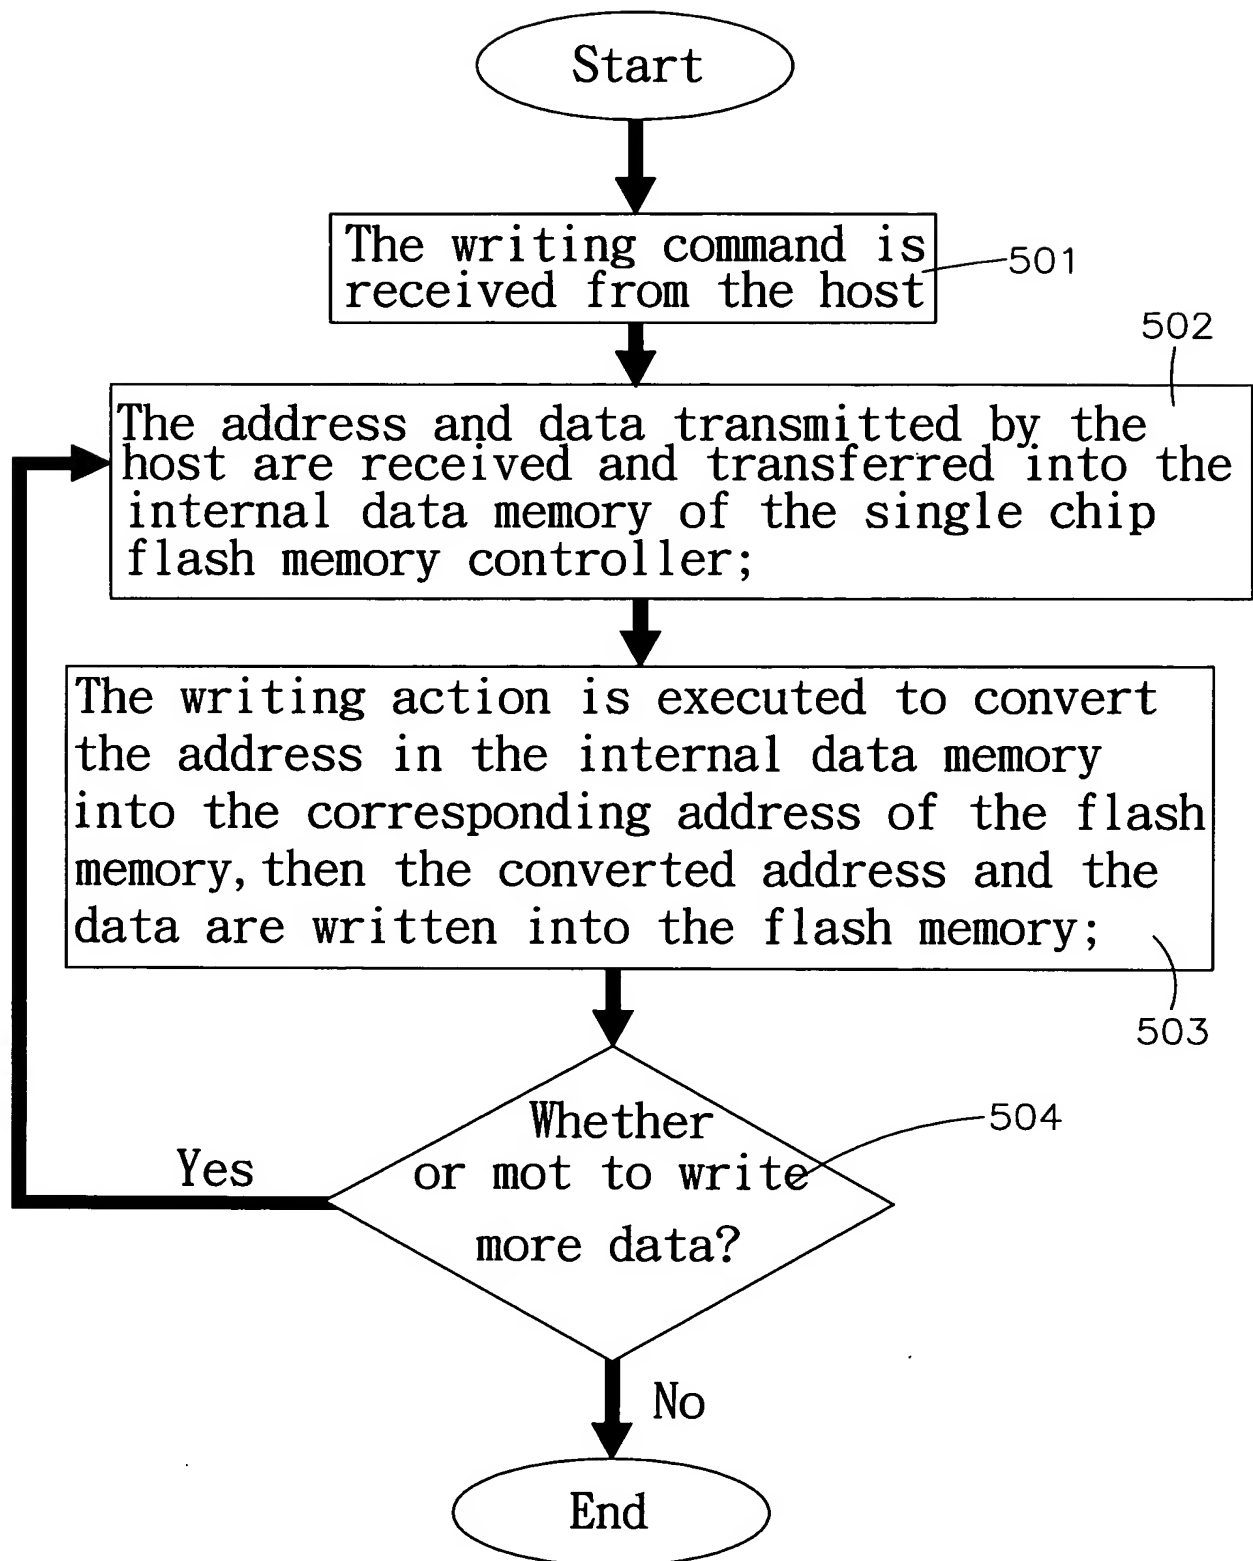 Start
The writing command is
received from the host
501
502
The address and data transmitted by the
host are received and transferred into the
internal data memory of the single chip
flash memory controller;
The writing action is executed to convert
the address in the internal data memory
into the corresponding address of the flash
memory, then the converted address and the
data are written into the flash memory;
503
Whether
or mot to write
more data?
504
Yes
No
End